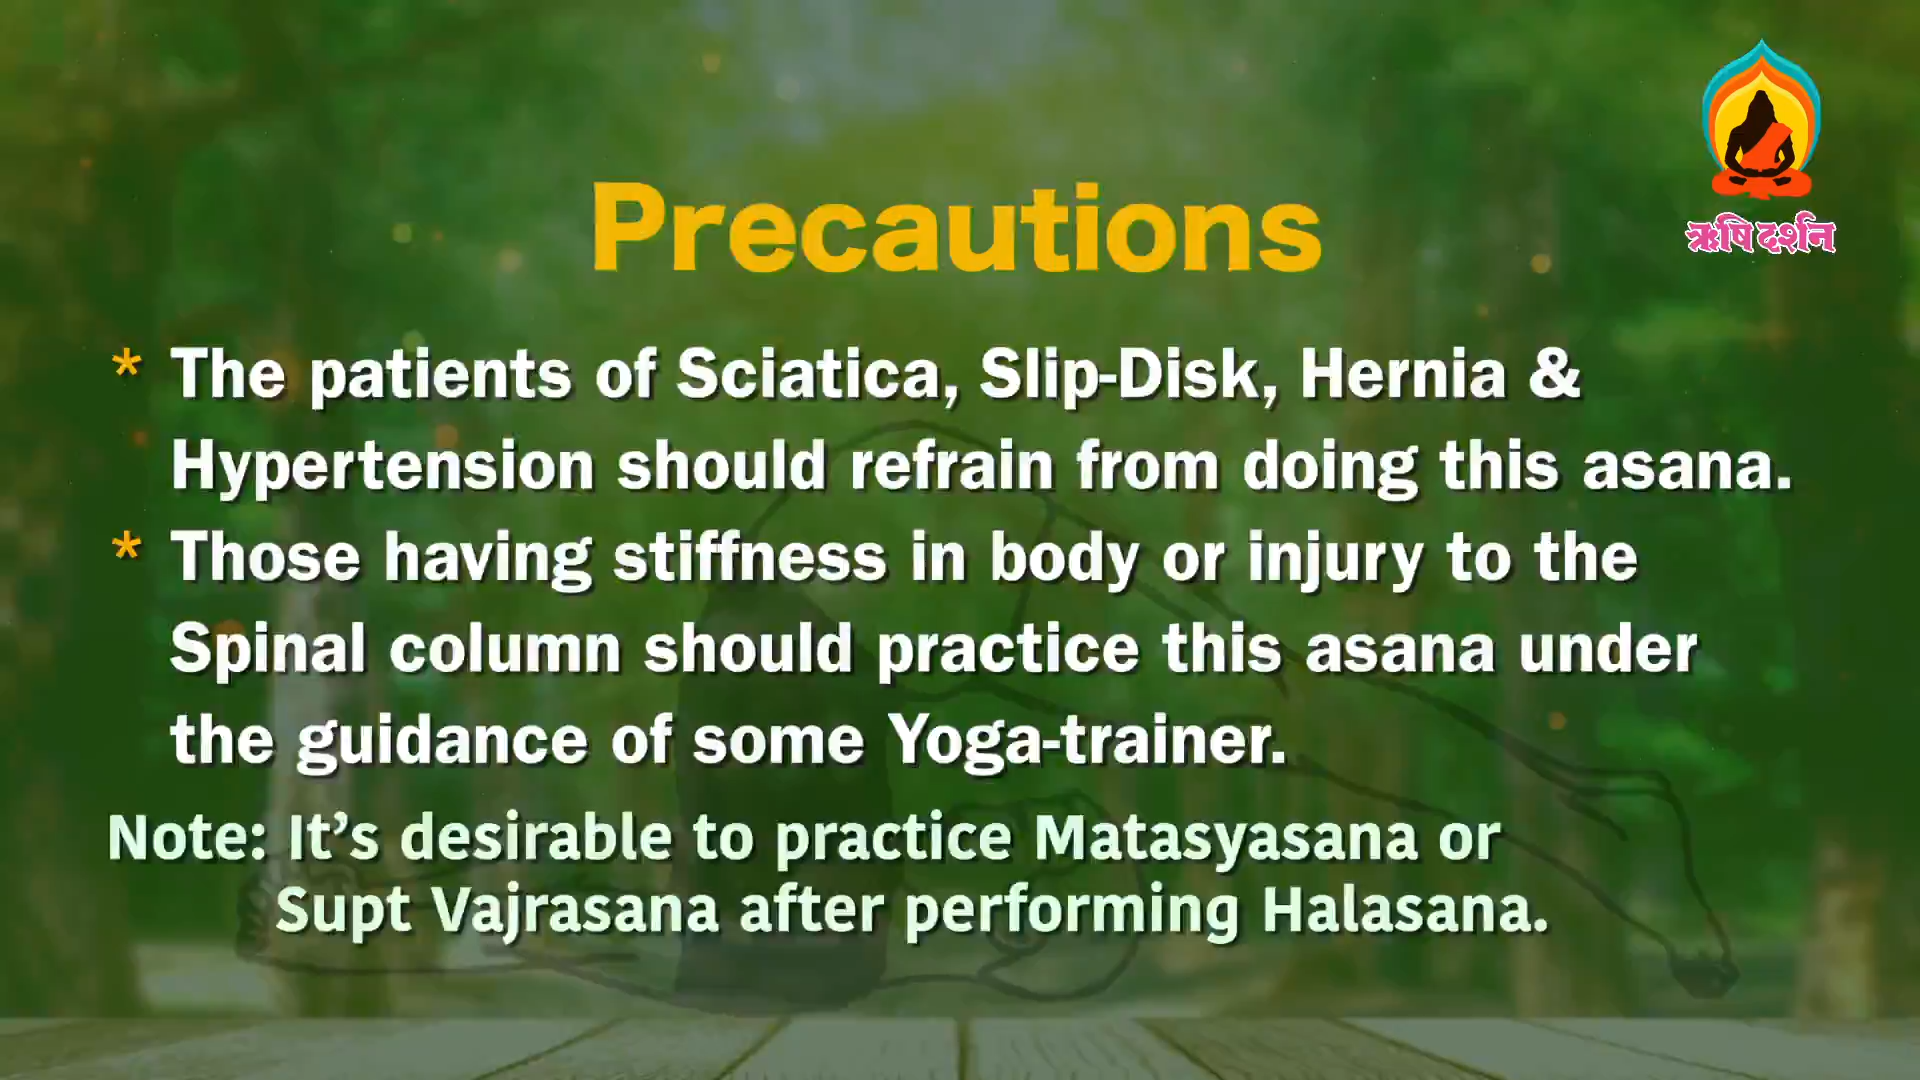 Precautions
ऋषि दर्शन
* The patients of Sciatica, Slip-Disk, Hernia &
Hypertension should refrain from doing this asana.
* Those having stiffness in body or injury to the
Spinal column should practice this asana under
the guidance of some Yoga-trainer.
Note: It’s desirable to practice Matasyasana or
Supt Vajrasana after performing Halasana.